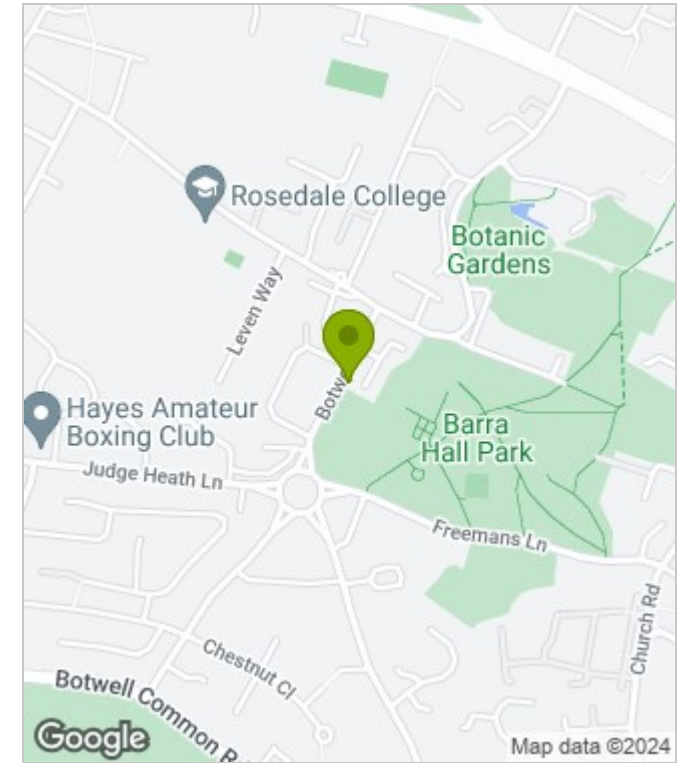 Rosedale College
Botanic
Gardens
Leven Way
Botw
Hayes Amateur
Boxing Club
Barra
Hall Park
Judge Heath Ln
Freemans Ln
Church Rd
Chestnut Cl
Botwell Common R
Google
Map data ©2024